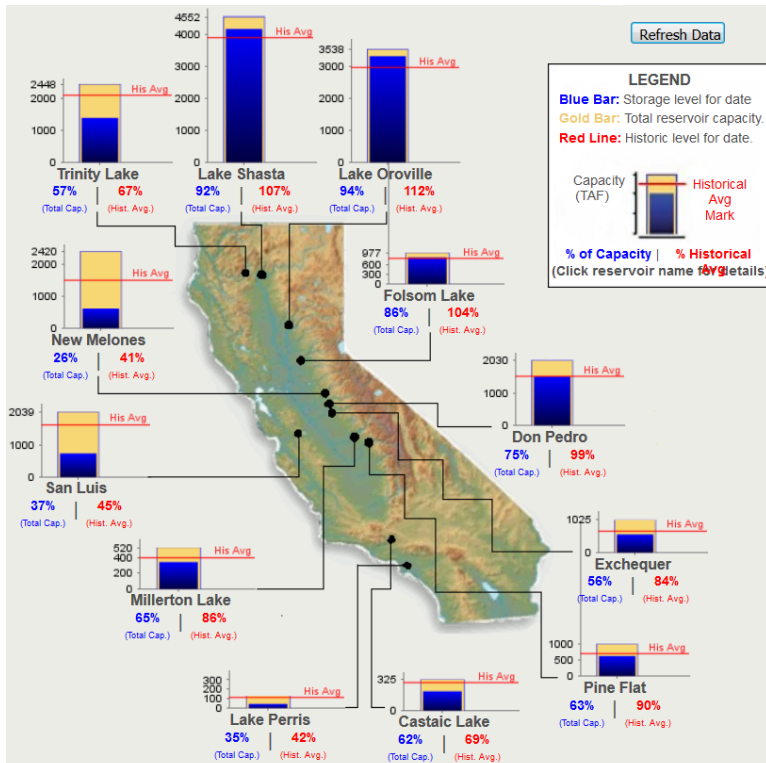 Refresh Data
LEGEND
Blue Bar: Storage level for date
Gold Bar: Total reservoir capacity.
Red Line: Historic level for date.
Capacity
(TAF)
Historical
Avg
Mark
% of Capacity | % Historical
Avg
(Click reservoir name for details)
2448
2000
1000
0
His Avg
Trinity Lake
57% | 67%
(Total Cap.) (Hist. Avg.)
4552
4000
3000
2000
1000
0
His Avg
Lake Shasta
92% | 107%
(Total Cap.) (Hist. Avg.)
3538
3000
2000
1000
0
His Avg
Lake Oroville
94% | 112%
(Total Cap.) (Hist. Avg.)
977
600
300
0
His Avg
Folsom Lake
86% | 104%
(Total Cap.) (Hist. Avg.)
2420
2000
1000
0
His Avg
New Melones
26% | 41%
(Total Cap.) (Hist. Avg.)
2030
1000
0
His Avg
Don Pedro
75% | 99%
(Total Cap.) (Hist. Avg.)
2039
1000
0
His Avg
San Luis
37% | 45%
(Total Cap.) (Hist. Avg.)
1025
0
His Avg
Exchequer
56% | 84%
(Total Cap.) (Hist. Avg.)
520
400
200
0
His Avg
Millerton Lake
65% | 86%
(Total Cap.) (Hist. Avg.)
1000
500
0
His Avg
Pine Flat
63% | 90%
(Total Cap.) (Hist. Avg.)
300
200
100
0
His Avg
Lake Perris
35% | 42%
(Total Cap.) (Hist. Avg.)
325
0
His Avg
Castaic Lake
62% | 69%
(Total Cap.) (Hist. Avg.)